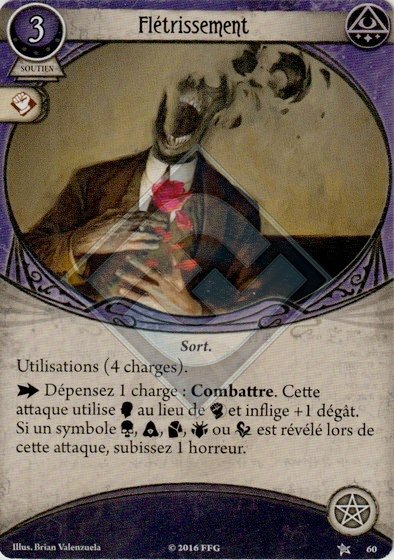 3
Flétrissement
SOUTIEN
Sort.
Utilisations (4 charges).
Dépensez 1 charge : Combattre. Cette
attaque utilise au lieu de et inflige +1 dégât.
Si un symbole , , , ou est révélé lors de
cette attaque, subissez 1 horreur.
Illus. Brian Valenzuela
© 2016 FFG
60